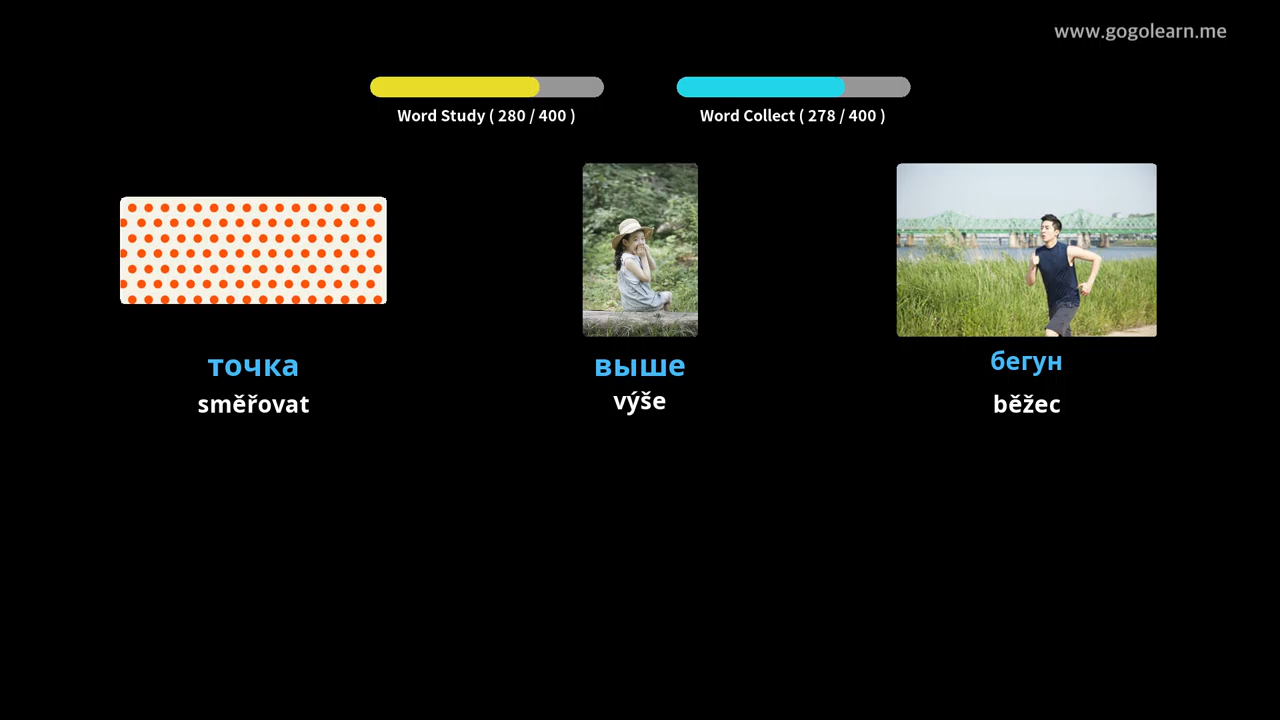 www.gogolearn.me
Word Study ( 280 / 400 )
Word Collect ( 278 / 400 )
точка
směřovat
выше
výše
бегун
běžec